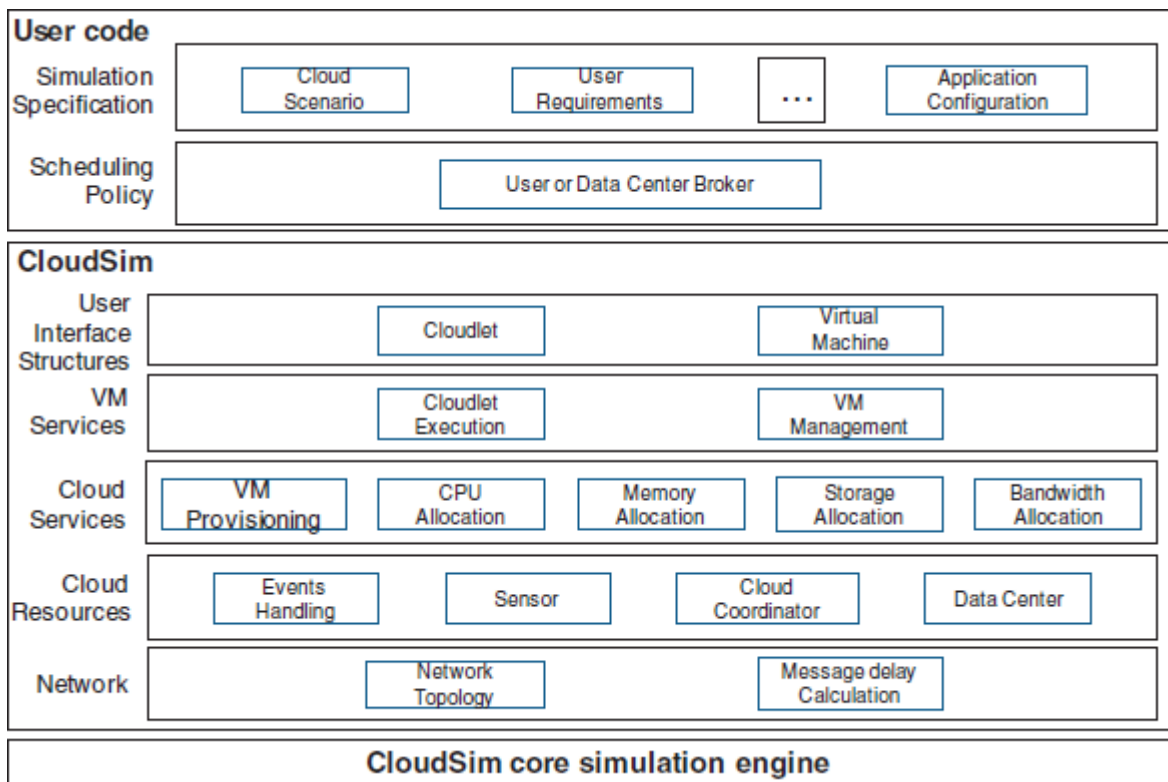 User code
Simulation
Specification
Cloud
Scenario
User
Requirements
...
Application
Configuration
Scheduling
Policy
User or Data Center Broker
CloudSim
User
Interface
Structures
Cloudlet
Virtual
Machine
VM
Services
Cloudlet
Execution
VM
Management
Cloud
Services
VM
Provisioning
CPU
Allocation
Memory
Allocation
Storage
Allocation
Bandwidth
Allocation
Cloud
Resources
Events
Handling
Sensor
Cloud
Coordinator
Data Center
Network
Network
Topology
Message delay
Calculation
CloudSim core simulation engine